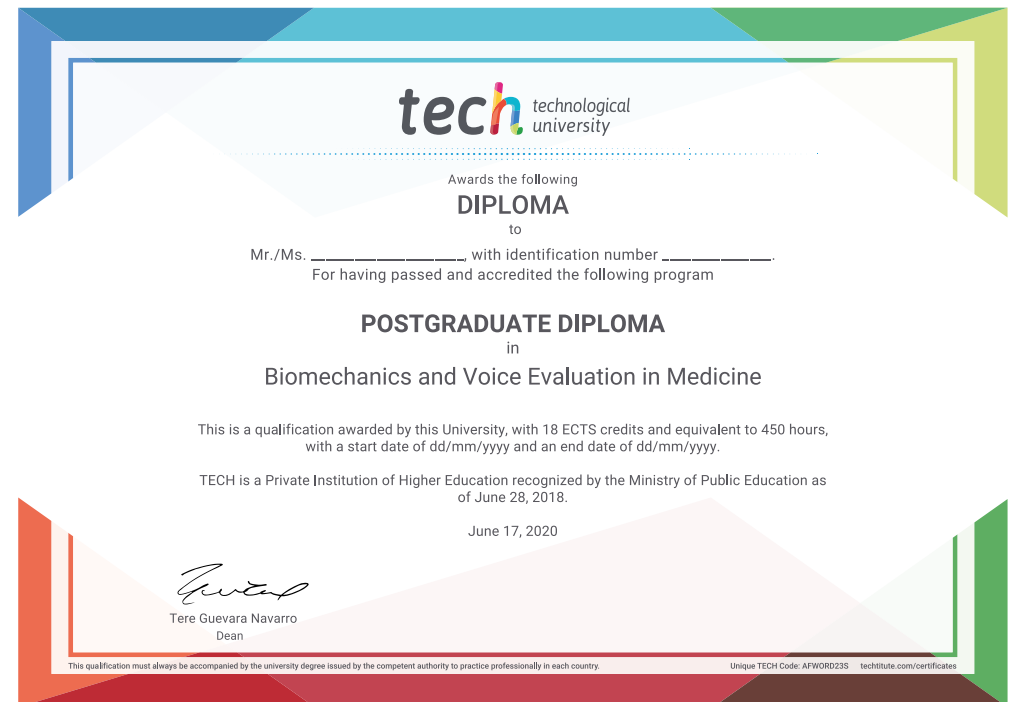 tech technological
university
Awards the following
DIPLOMA
to
Mr./Ms. ____________________, with identification number ______________.
For having passed and accredited the following program
POSTGRADUATE DIPLOMA
in
Biomechanics and Voice Evaluation in Medicine
This is a qualification awarded by this University, with 18 ECTS credits and equivalent to 450 hours,
with a start date of dd/mm/yyyy and an end date of dd/mm/yyyy.
TECH is a Private Institution of Higher Education recognized by the Ministry of Public Education as
of June 28, 2018.
June 17, 2020
Tere Guevara Navarro
Dean
This qualification must always be accompanied by the university degree issued by the competent authority to practice professionally in each country.
Unique TECH Code: AFWORD23S techtitute.com/certificates